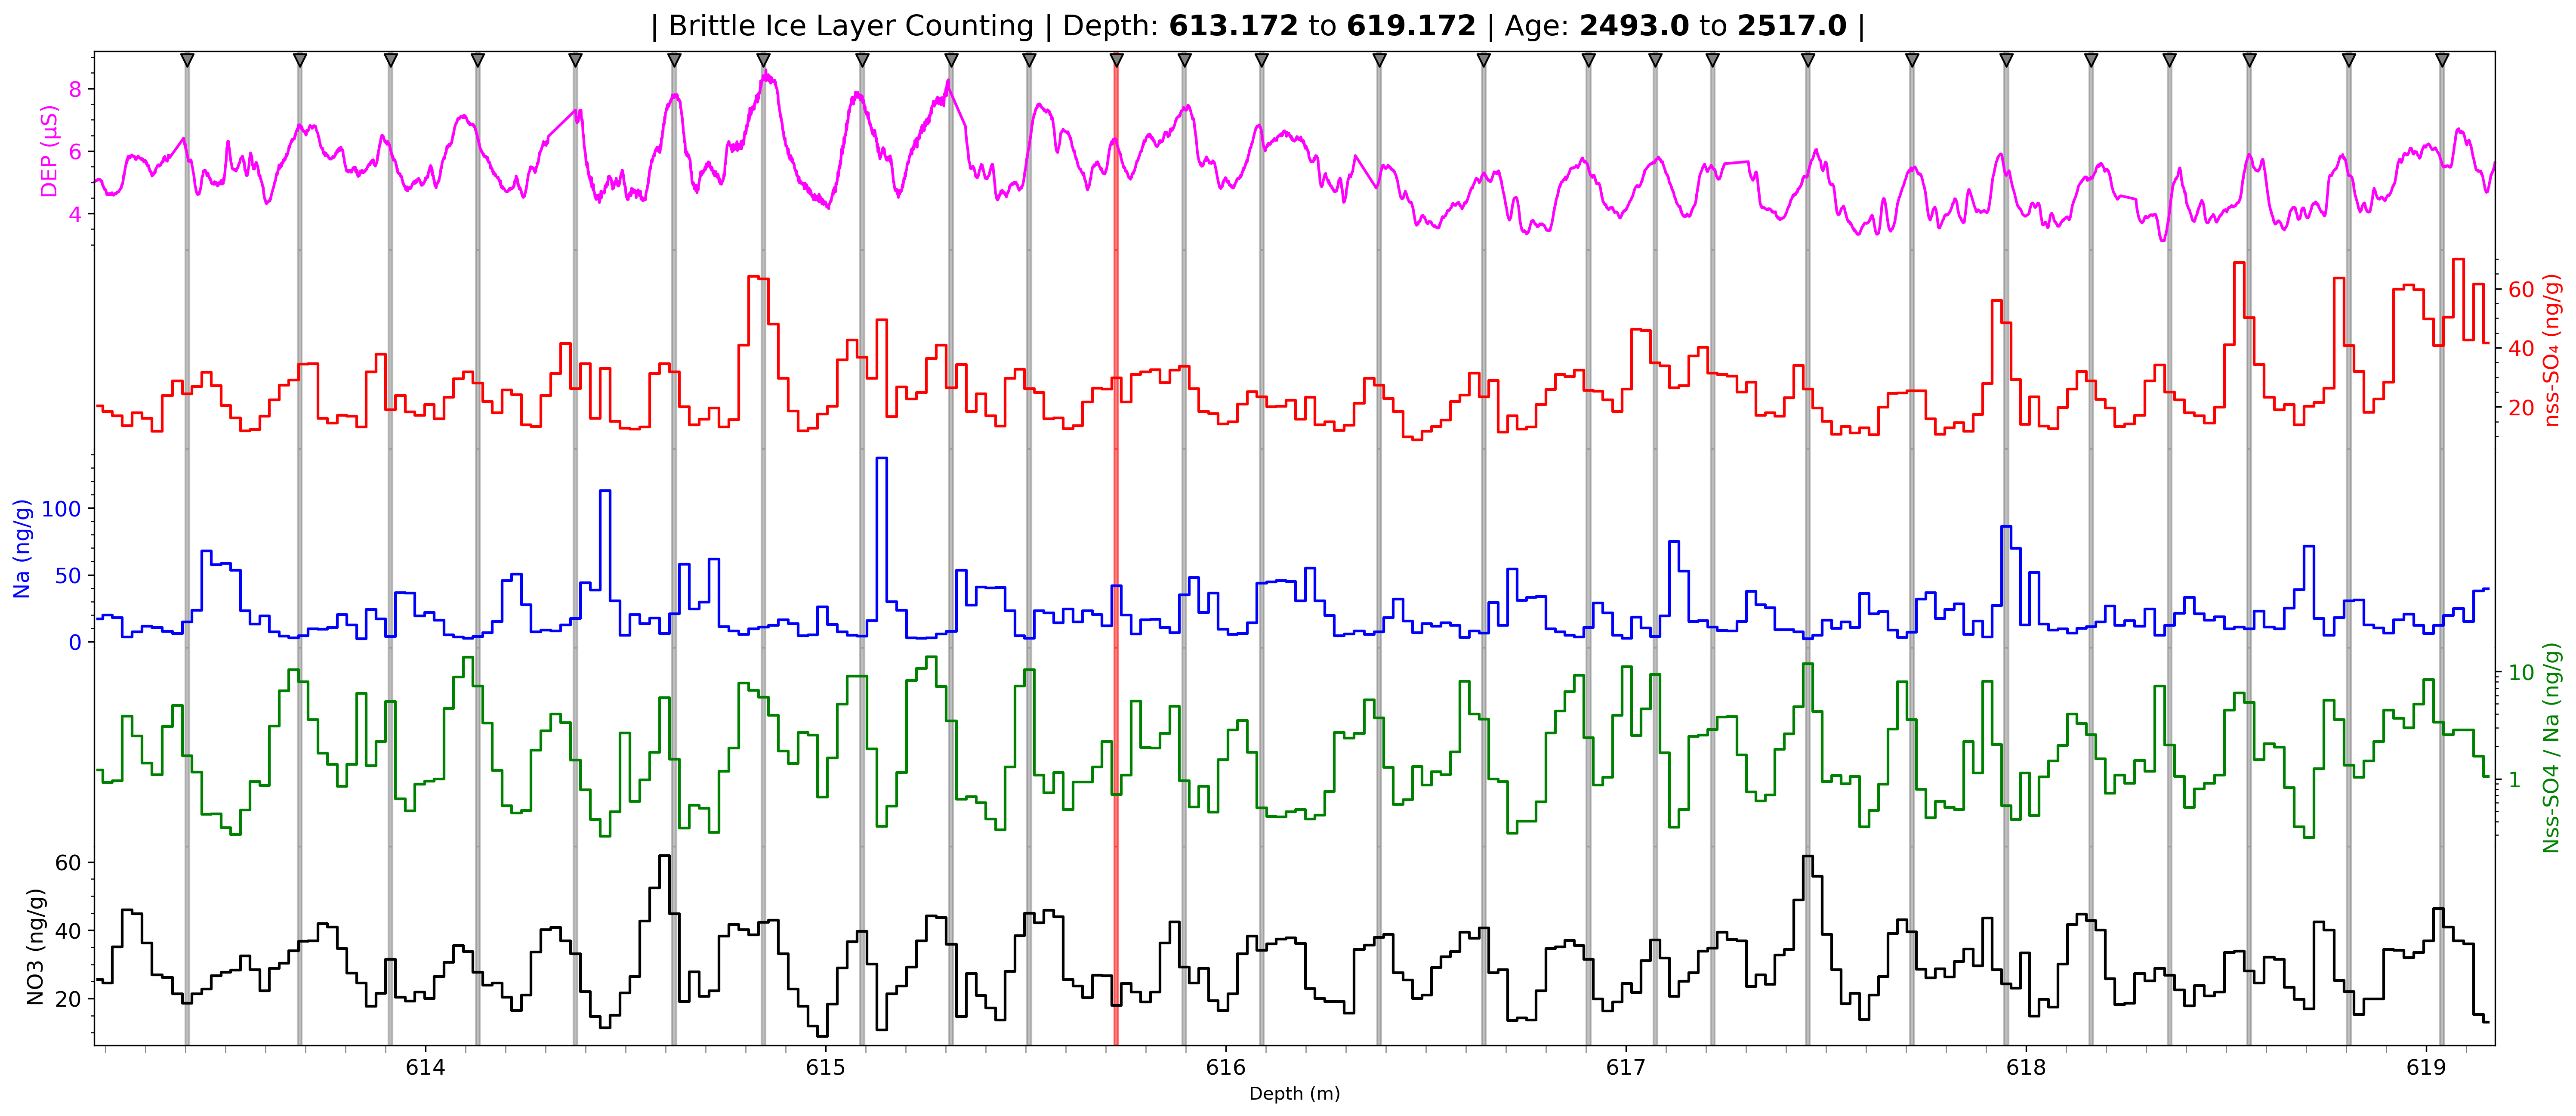 | Brittle Ice Layer Counting | Depth: 613.172 to 619.172 | Age: 2493.0 to 2517.0 |
DEP (μS)
8
6
4
60
40
20
nss-SO₄ (ng/g)
Na (ng/g)
100
50
0
10
1
Nss-SO4 / Na (ng/g)
NO3 (ng/g)
60
40
20
614
615
616
617
618
619
Depth (m)